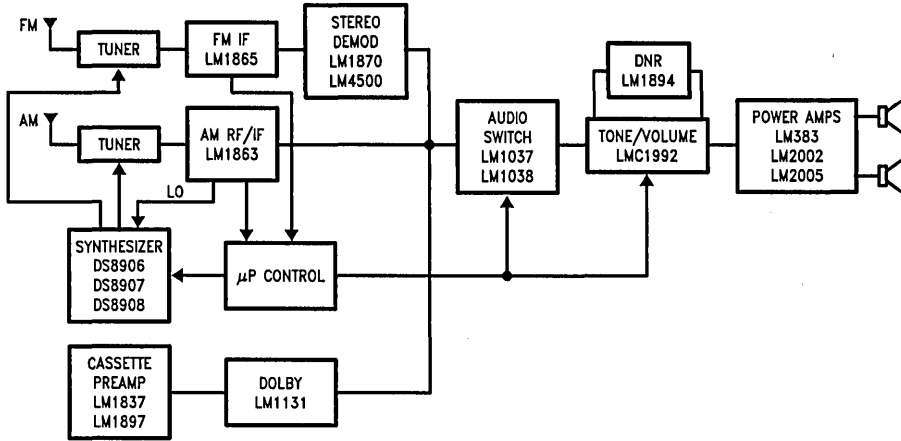 FM
TUNER
FM IF
LM1865
STEREO
DEMOD
LM1870
LM4500
AM
TUNER
AM RF/IF
LM1863
LO
SYNTHESIZER
DS8906
DS8907
DS8908
μP CONTROL
CASSETTE
PREAMP
LM1837
LM1897
DOLBY
LM1131
AUDIO
SWITCH
LM1037
LM1038
DNR
LM1894
TONE/VOLUME
LMC1992
POWER AMPS
LM383
LM2002
LM2005